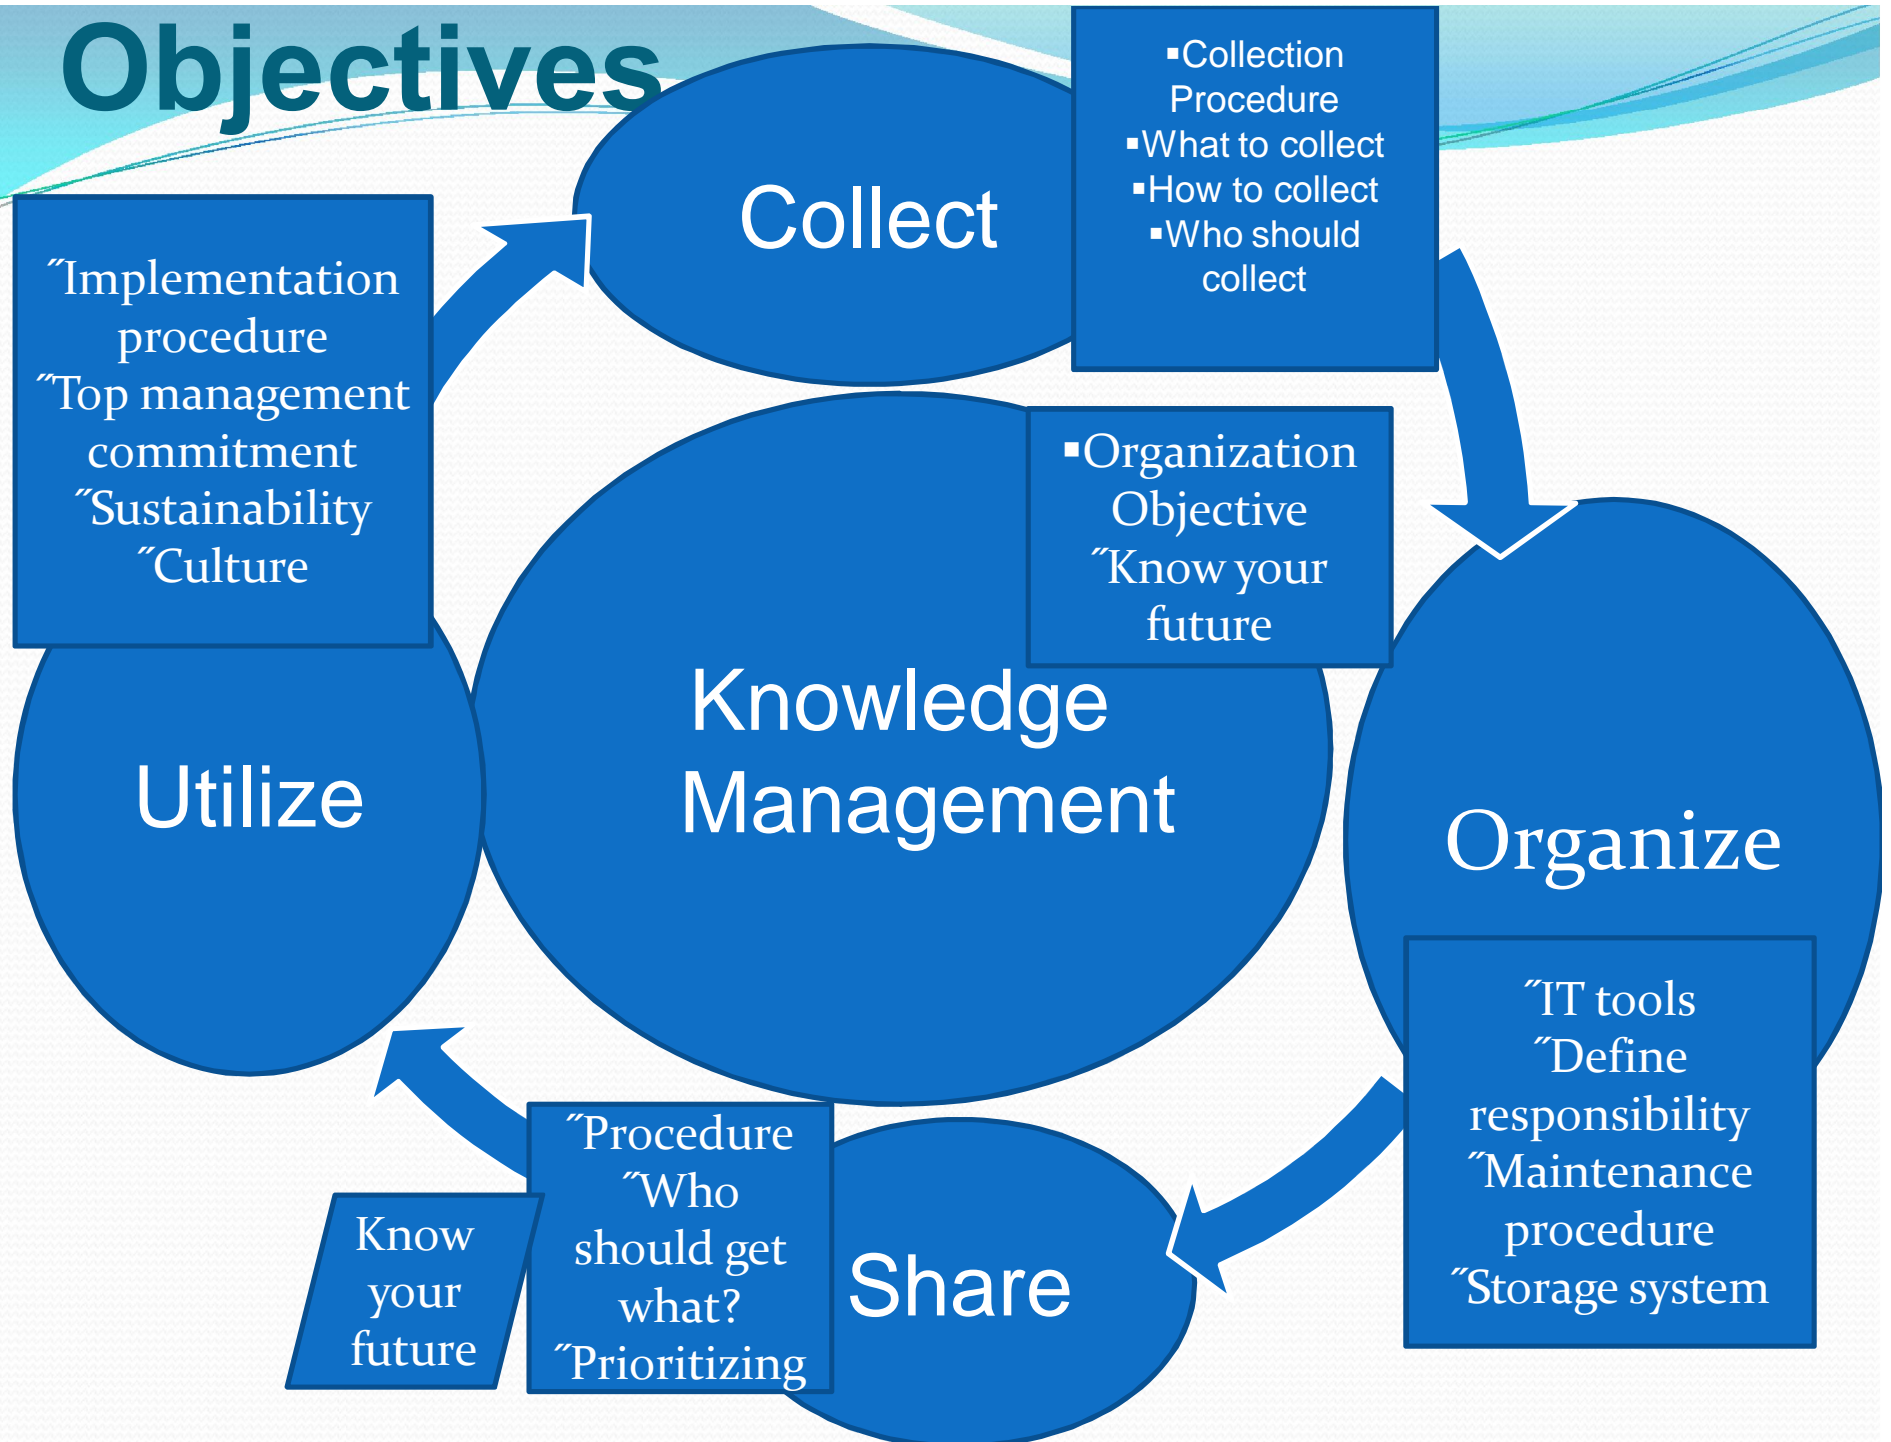 Objectives
Collect
▪Collection
Procedure
▪What to collect
▪How to collect
▪Who should
collect
˝Implementation
procedure
˝Top management
commitment
˝Sustainability
˝Culture
▪Organization
Objective
˝Know your
future
Knowledge
Management
Utilize
Organize
˝IT tools
˝Define
responsibility
˝Maintenance
procedure
˝Storage system
˝Procedure
˝Who
should get
what?
˝Prioritizing
Share
Know
your
future